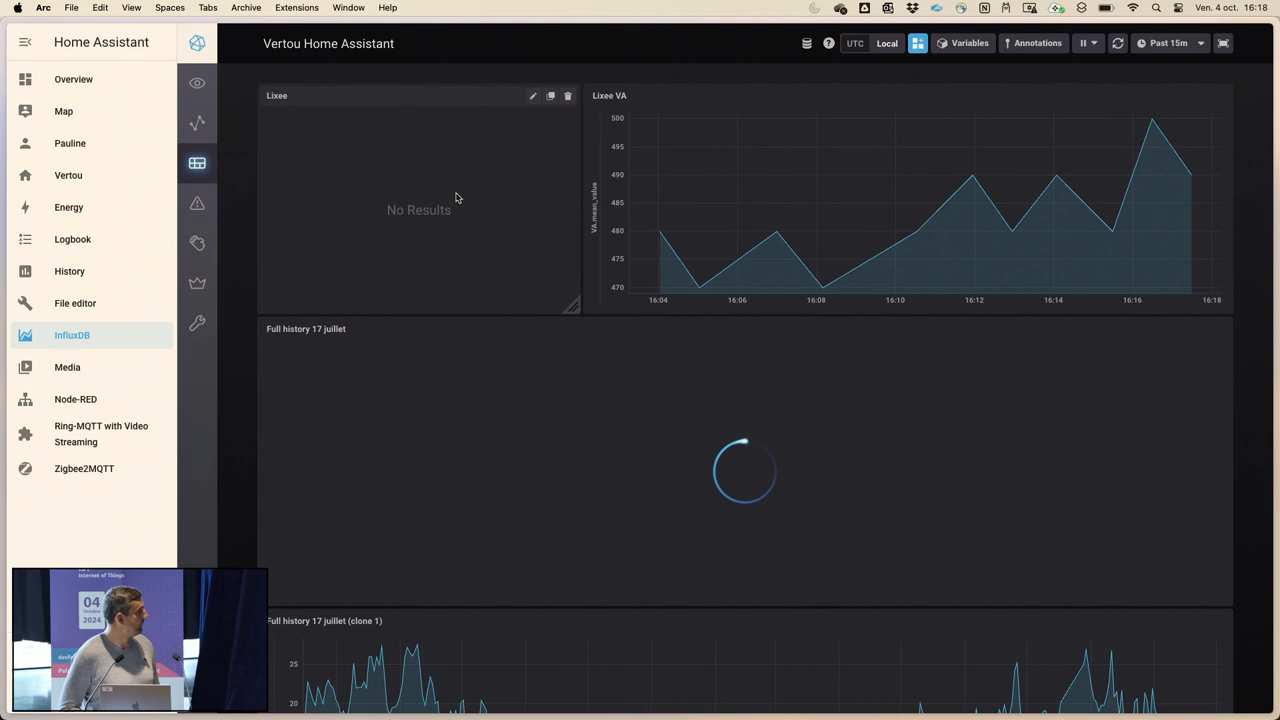 Arc File Edit View Spaces Tabs Archive Extensions Window Help Ven. 4 oct. 16:18
Home Assistant
Overview
Map
Pauline
Vertou
Energy
Logbook
History
File editor
InfluxDB
Media
Node-RED
Ring-MQTT with Video
Streaming
Zigbee2MQTT
Vertou Home Assistant
UTC Local Variables Annotations Past 15m
Lixee
No Results
Lixee VA
VA.mean_value
500
495
490
485
480
475
470
16:04 16:06 16:08 16:10 16:12 16:14 16:16 16:18
Full history 17 juillet
Full history 17 juillet (clone 1)
25
20
Internet of Things
04
2024